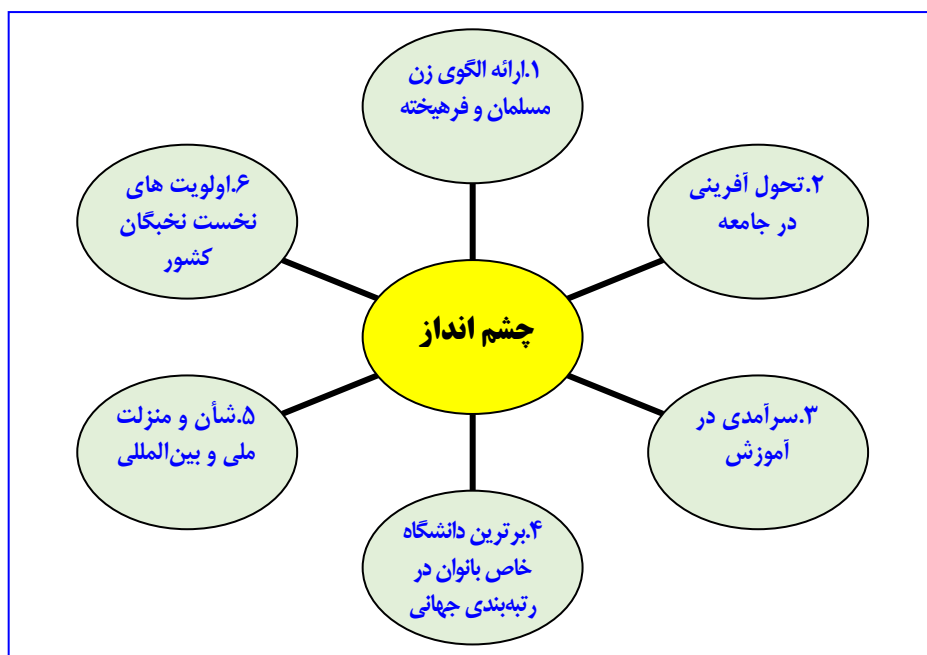 ۱.ارائه الگوی زن
مسلمان و فرهیخته
۲.تحول آفرینی
در جامعه
۳.سرآمدی در
آموزش
۴.برترین دانشگاه
خاص بانوان در
رتبه‌بندی جهانی
۵.شأن و منزلت
ملی و بین‌المللی
۶.اولویت های
نخست نخبگان
کشور
چشم انداز